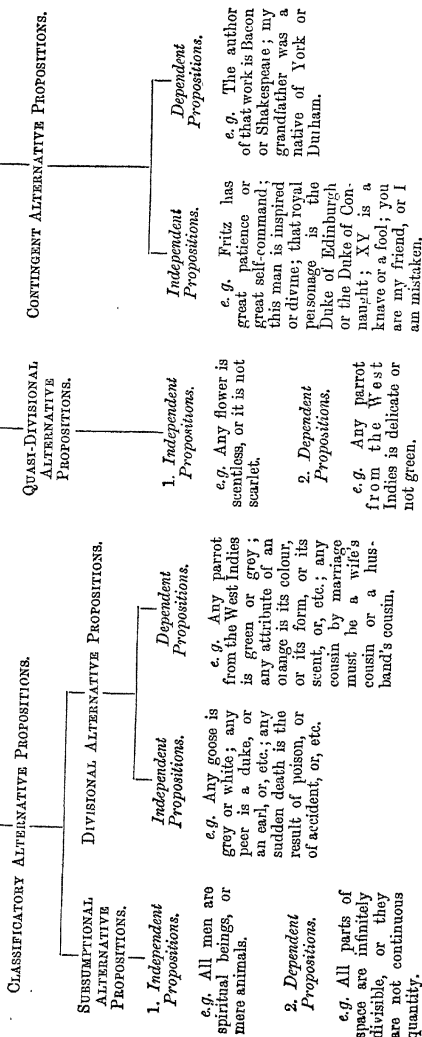 CLASSIFICATORY ALTERNATIVE PROPOSITIONS.
SUBSUMPTIONAL
ALTERNATIVE
PROPOSITIONS.
1. Independent
Propositions.
e.g. All men are
spiritual beings, or
mere animals.
2. Dependent
Propositions.
e.g. All parts of
space are infinitely
divisible, or they
are not continuous
quantity.
DIVISIONAL ALTERNATIVE PROPOSITIONS.
Independent
Propositions.
e.g. Any goose is
grey or white; any
peer is a duke, or
an earl, or, etc.; any
sudden death is the
result of poison, or
of accident, or, etc.
Dependent
Propositions.
e.g. Any parrot
from the West Indies
is green or grey;
any attribute of an
orange is its colour,
or its form, or its
scent, or, etc.; any
cousin by marriage
must be a wife's
cousin or a hus-
band's cousin.
QUASI-DIVISIONAL
ALTERNATIVE
PROPOSITIONS.
1. Independent
Propositions.
e.g. Any flower is
scentless, or it is not
scarlet.
2. Dependent
Propositions.
e.g. Any parrot
from the West
Indies is delicate or
not green.
CONTINGENT ALTERNATIVE PROPOSITIONS.
Independent
Propositions.
e.g. Fritz has
great patience or
great self-command;
this man is inspired
or divine; that royal
personage is the
Duke of Edinburgh
or the Duke of Con-
naught; XY is a
knave or a fool; you
are my friend, or I
am mistaken.
Dependent
Propositions.
e.g. The author
of that work is Bacon
or Shakespeare; my
grandfather was a
native of York or
Durham.